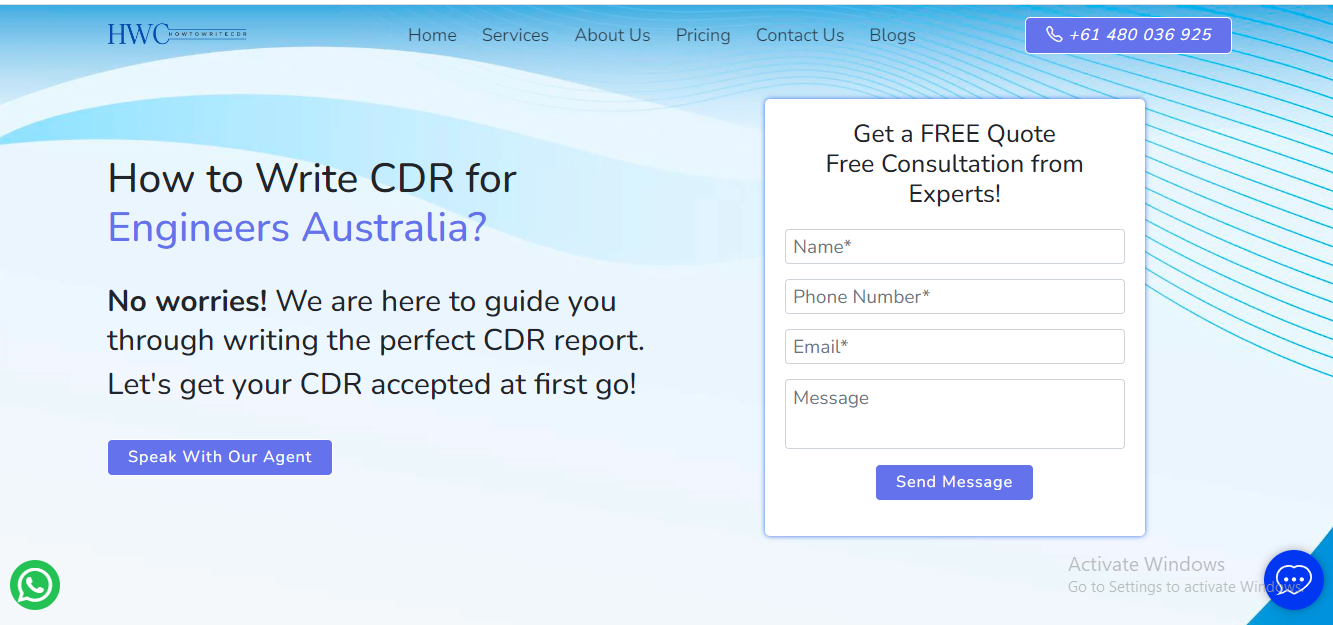 HWC HOWTOWRITECDR
Home Services About Us Pricing Contact Us Blogs
+61 480 036 925
How to Write CDR for
Engineers Australia?
No worries! We are here to guide you
through writing the perfect CDR report.
Let's get your CDR accepted at first go!
Speak With Our Agent
Get a FREE Quote
Free Consultation from
Experts!
Name*
Phone Number*
Email*
Message
Send Message
Activate Windows
Go to Settings to activate Windows.